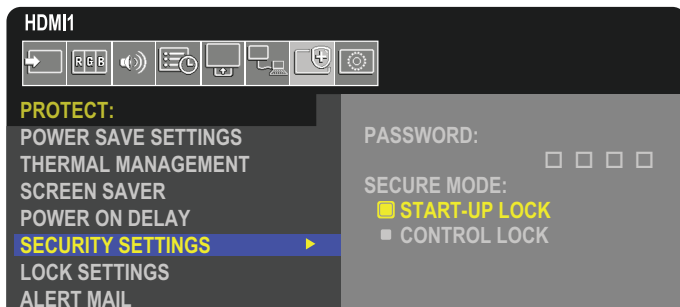 HDMI1
RGB
PROTECT:
POWER SAVE SETTINGS
THERMAL MANAGEMENT
SCREEN SAVER
POWER ON DELAY
SECURITY SETTINGS
LOCK SETTINGS
ALERT MAIL
PASSWORD:
SECURE MODE:
START-UP LOCK
CONTROL LOCK